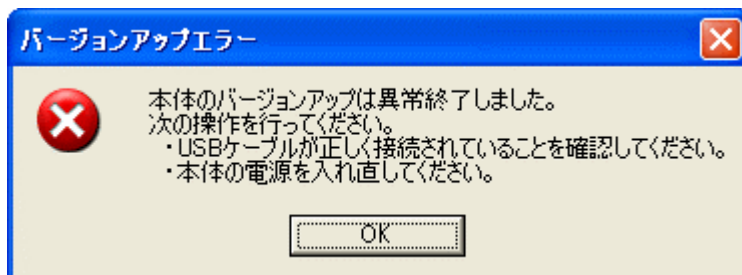 バージョンアップエラー
本体のバージョンアップは異常終了しました。
次の操作を行ってください。
・USBケーブルが正しく接続されていることを確認してください。
・本体の電源を入れ直してください。
OK